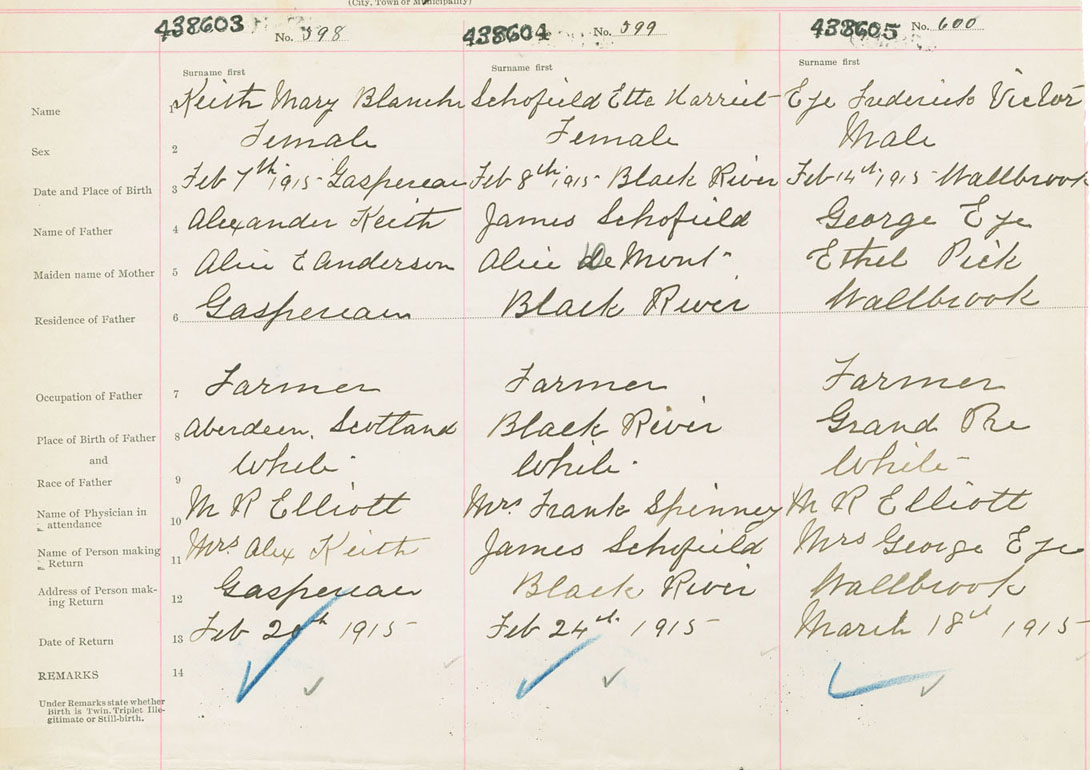 (City, Town or Municipality)
438603 No. 598 438604 No. 599 438605 No. 600
Surname first Surname first Surname first
Name 1 Keith Mary Blanch Schofield Etta Harriet Eye Frederick Victor
Sex 2 Female Female Male
Date and Place of Birth 3 Feb 7th, 1915 Gaspereau Feb 8th, 1915 Black River Feb 14th, 1915 Wallbrook
Name of Father 4 Alexander Keith James Schofield George Eye
Maiden name of Mother 5 Alice E Anderson Alice DeMont Ethel Pick
Residence of Father 6 Gaspereau Black River Wallbrook
Occupation of Father 7 Farmer Farmer Farmer
Place of Birth of Father 8 Aberdeen, Scotland Black River Grand Pre
and
Race of Father 9 White White White
Name of Physician in attendance 10 M R Elliott Mrs. Frank Spinney M R Elliott
Name of Person making Return 11 Mrs Alex Keith James Schofield Mrs George Eye
Address of Person making Return 12 Gaspereau Black River Wallbrook
Date of Return 13 Feb 20th 1915 Feb 24th. 1915 March 18th 1915
REMARKS 14
Under Remarks state whether
Birth is Twin, Triplet Ille-
gitimate or Still-birth.